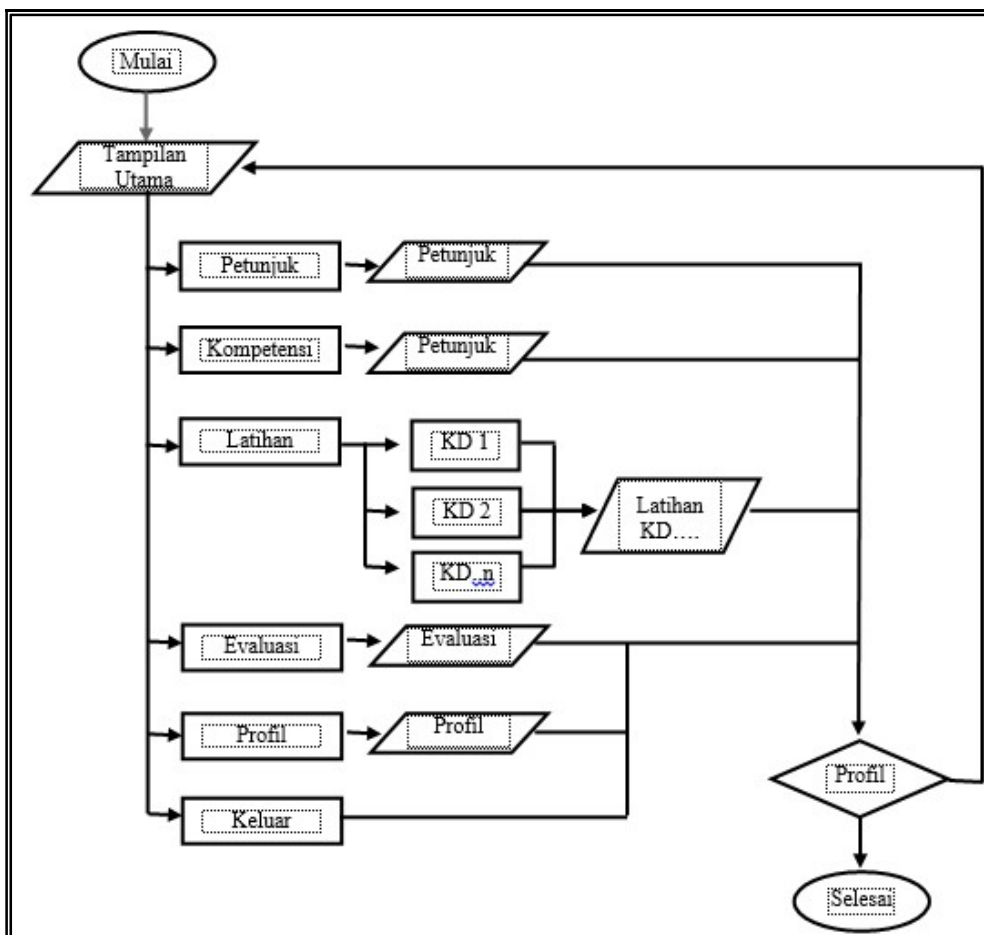 Mulai
Tampilan
Utama
Petunjuk
Petunjuk
Kompetensi
Petunjuk
Latihan
KD 1
KD 2
KD..n
Latihan
KD....
Evaluasi
Evaluasi
Profil
Profil
Profil
Keluar
Selesai